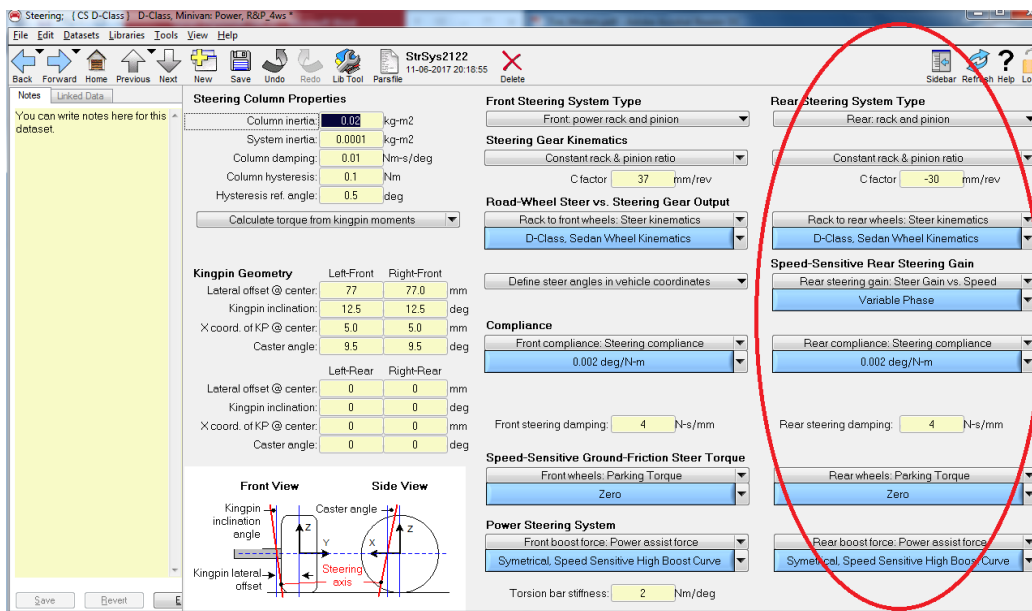 Steering; { CS D-Class } D-Class, Minivan: Power, R&P_4ws *
File Edit Datasets Libraries Tools View Help
Back Forward Home Previous Next New Save Undo Redo Lib Tool Parsfile
StrSys2122
11-06-2017 20:18:55
Delete Sidebar Refresh Help
Notes Linked Data
You can write notes here for this
dataset.
Steering Column Properties
Column inertia: 0.02 kg-m2
System inertia: 0.0001 kg-m2
Column damping: 0.01 Nm-s/deg
Column hysteresis: 0.1 Nm
Hysteresis ref. angle: 0.5 deg
Calculate torque from kingpin moments
Kingpin Geometry Left-Front Right-Front
Lateral offset @ center: 77 77.0 mm
Kingpin inclination: 12.5 12.5 deg
X coord. of KP @ center: 5.0 5.0 mm
Caster angle: 9.5 9.5 deg
Left-Rear Right-Rear
Lateral offset @ center: 0 0 mm
Kingpin inclination: 0 0 deg
X coord. of KP @ center: 0 0 mm
Caster angle: 0 0 deg
Front View Side View
Kingpin
inclination
angle
Caster angle
Z
Y
X
Z
Kingpin lateral
offset
Steering
axis
Front Steering System Type
Front: power rack and pinion
Steering Gear Kinematics
Constant rack & pinion ratio
C factor 37 mm/rev
Road-Wheel Steer vs. Steering Gear Output
Rack to front wheels: Steer kinematics
D-Class, Sedan Wheel Kinematics
Define steer angles in vehicle coordinates
Compliance
Front compliance: Steering compliance
0.002 deg/N-m
Front steering damping: 4 N-s/mm
Speed-Sensitive Ground-Friction Steer Torque
Front wheels: Parking Torque
Zero
Power Steering System
Front boost force: Power assist force
Symetrical, Speed Sensitive High Boost Curve
Torsion bar stiffness: 2 Nm/deg
Rear Steering System Type
Rear: rack and pinion
Constant rack & pinion ratio
C factor -30 mm/rev
Rack to rear wheels: Steer kinematics
D-Class, Sedan Wheel Kinematics
Speed-Sensitive Rear Steering Gain
Rear steering gain: Steer Gain vs. Speed
Variable Phase
Rear compliance: Steering compliance
0.002 deg/N-m
Rear steering damping: 4 N-s/mm
Rear wheels: Parking Torque
Zero
Rear boost force: Power assist force
Symetrical, Speed Sensitive High Boost Curve
Save Revert E